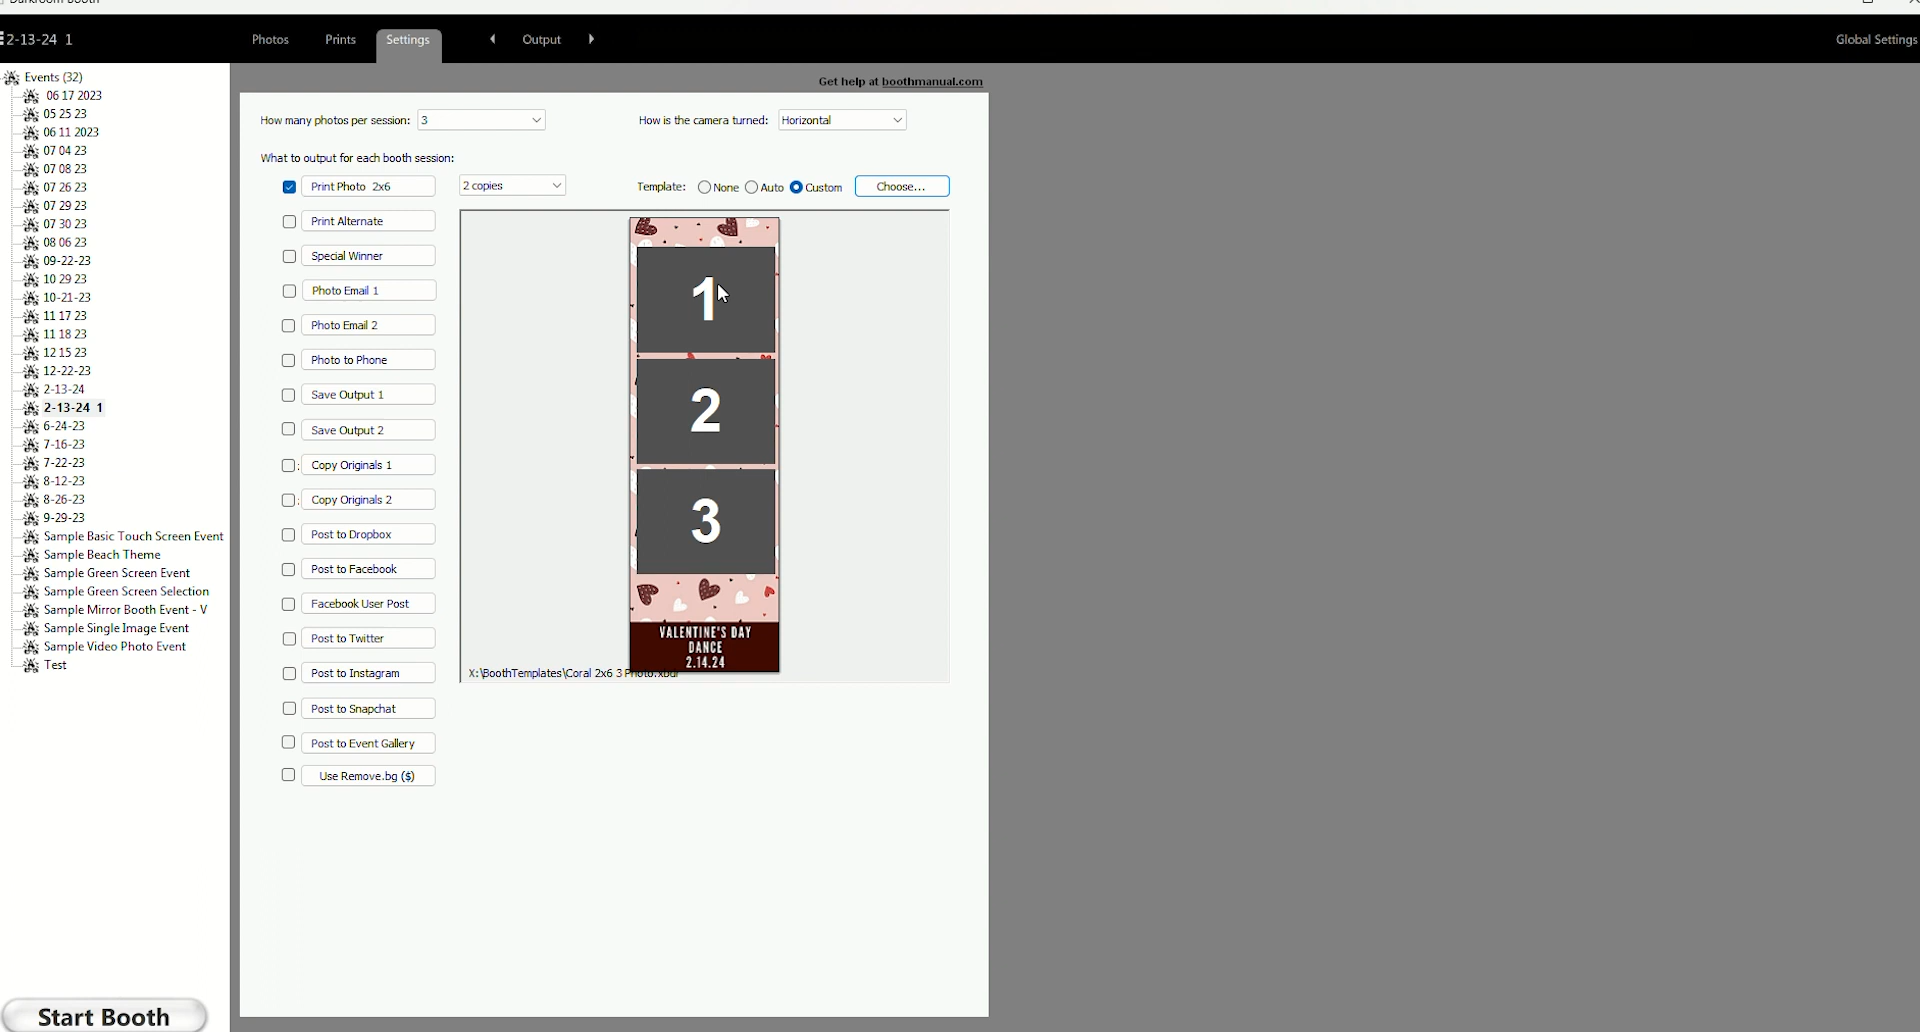 2-13-24 1
Photos
Prints
Settings
Output
Global Settings
Get help at boothmanual.com
Events (32)
06 17 2023
05 25 23
06 11 2023
07 04 23
07 08 23
07 26 23
07 29 23
07 30 23
08 06 23
09-22-23
10 29 23
10-21-23
11 17 23
11 18 23
12 15 23
12-22-23
2-13-24
2-13-24 1
6-24-23
7-16-23
7-22-23
8-12-23
8-26-23
9-29-23
Sample Basic Touch Screen Event
Sample Beach Theme
Sample Green Screen Event
Sample Green Screen Selection
Sample Mirror Booth Event - V
Sample Single Image Event
Sample Video Photo Event
Test
Start Booth
How many photos per session: 3
How is the camera turned: Horizontal
What to output for each booth session:
Print Photo 2x6
2 copies
Template: None Auto Custom Choose...
Print Alternate
Special Winner
Photo Email 1
Photo Email 2
Photo to Phone
Save Output 1
Save Output 2
Copy Originals 1
Copy Originals 2
Post to Dropbox
Post to Facebook
Facebook User Post
Post to Twitter
Post to Instagram
Post to Snapchat
Post to Event Gallery
Use Remove.bg ($)
1
2
3
VALENTINE'S DAY
DANCE
2.14.24
X:\BoothTemplates\Coral 2x6 3